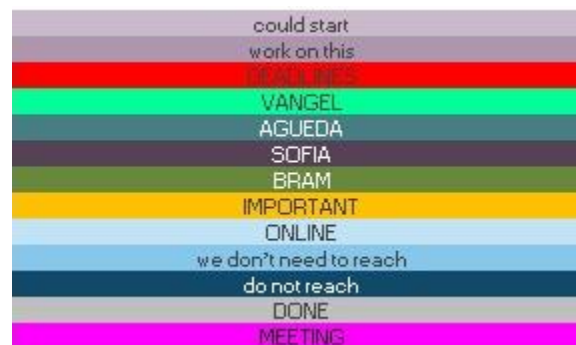 could start
work on this
DEADLINES
VANGEL
AGUEDA
SOFIA
BRAM
IMPORTANT
ONLINE
we don't need to reach
do not reach
DONE
MEETING